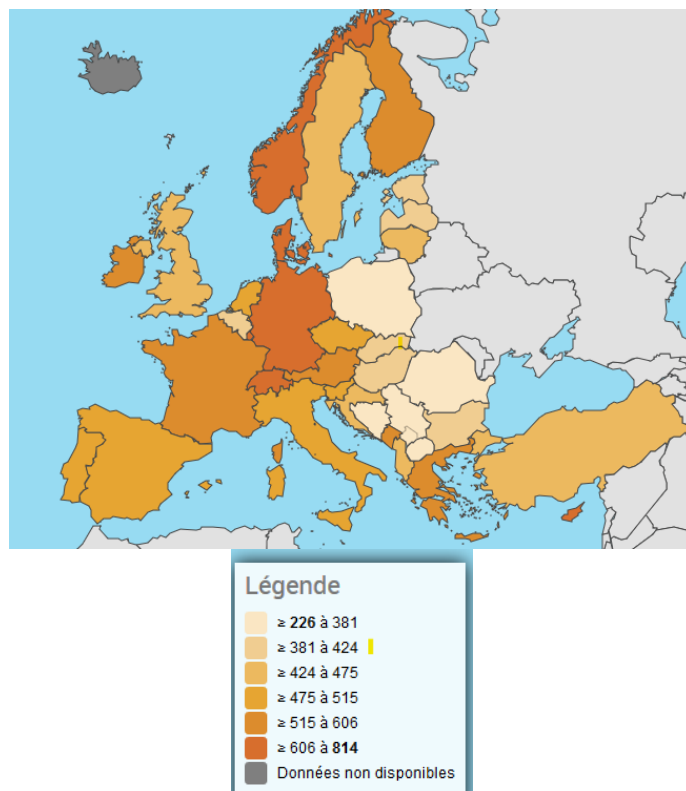 Légende
≥ 226 à 381
≥ 381 à 424
≥ 424 à 475
≥ 475 à 515
≥ 515 à 606
≥ 606 à 814
Données non disponibles